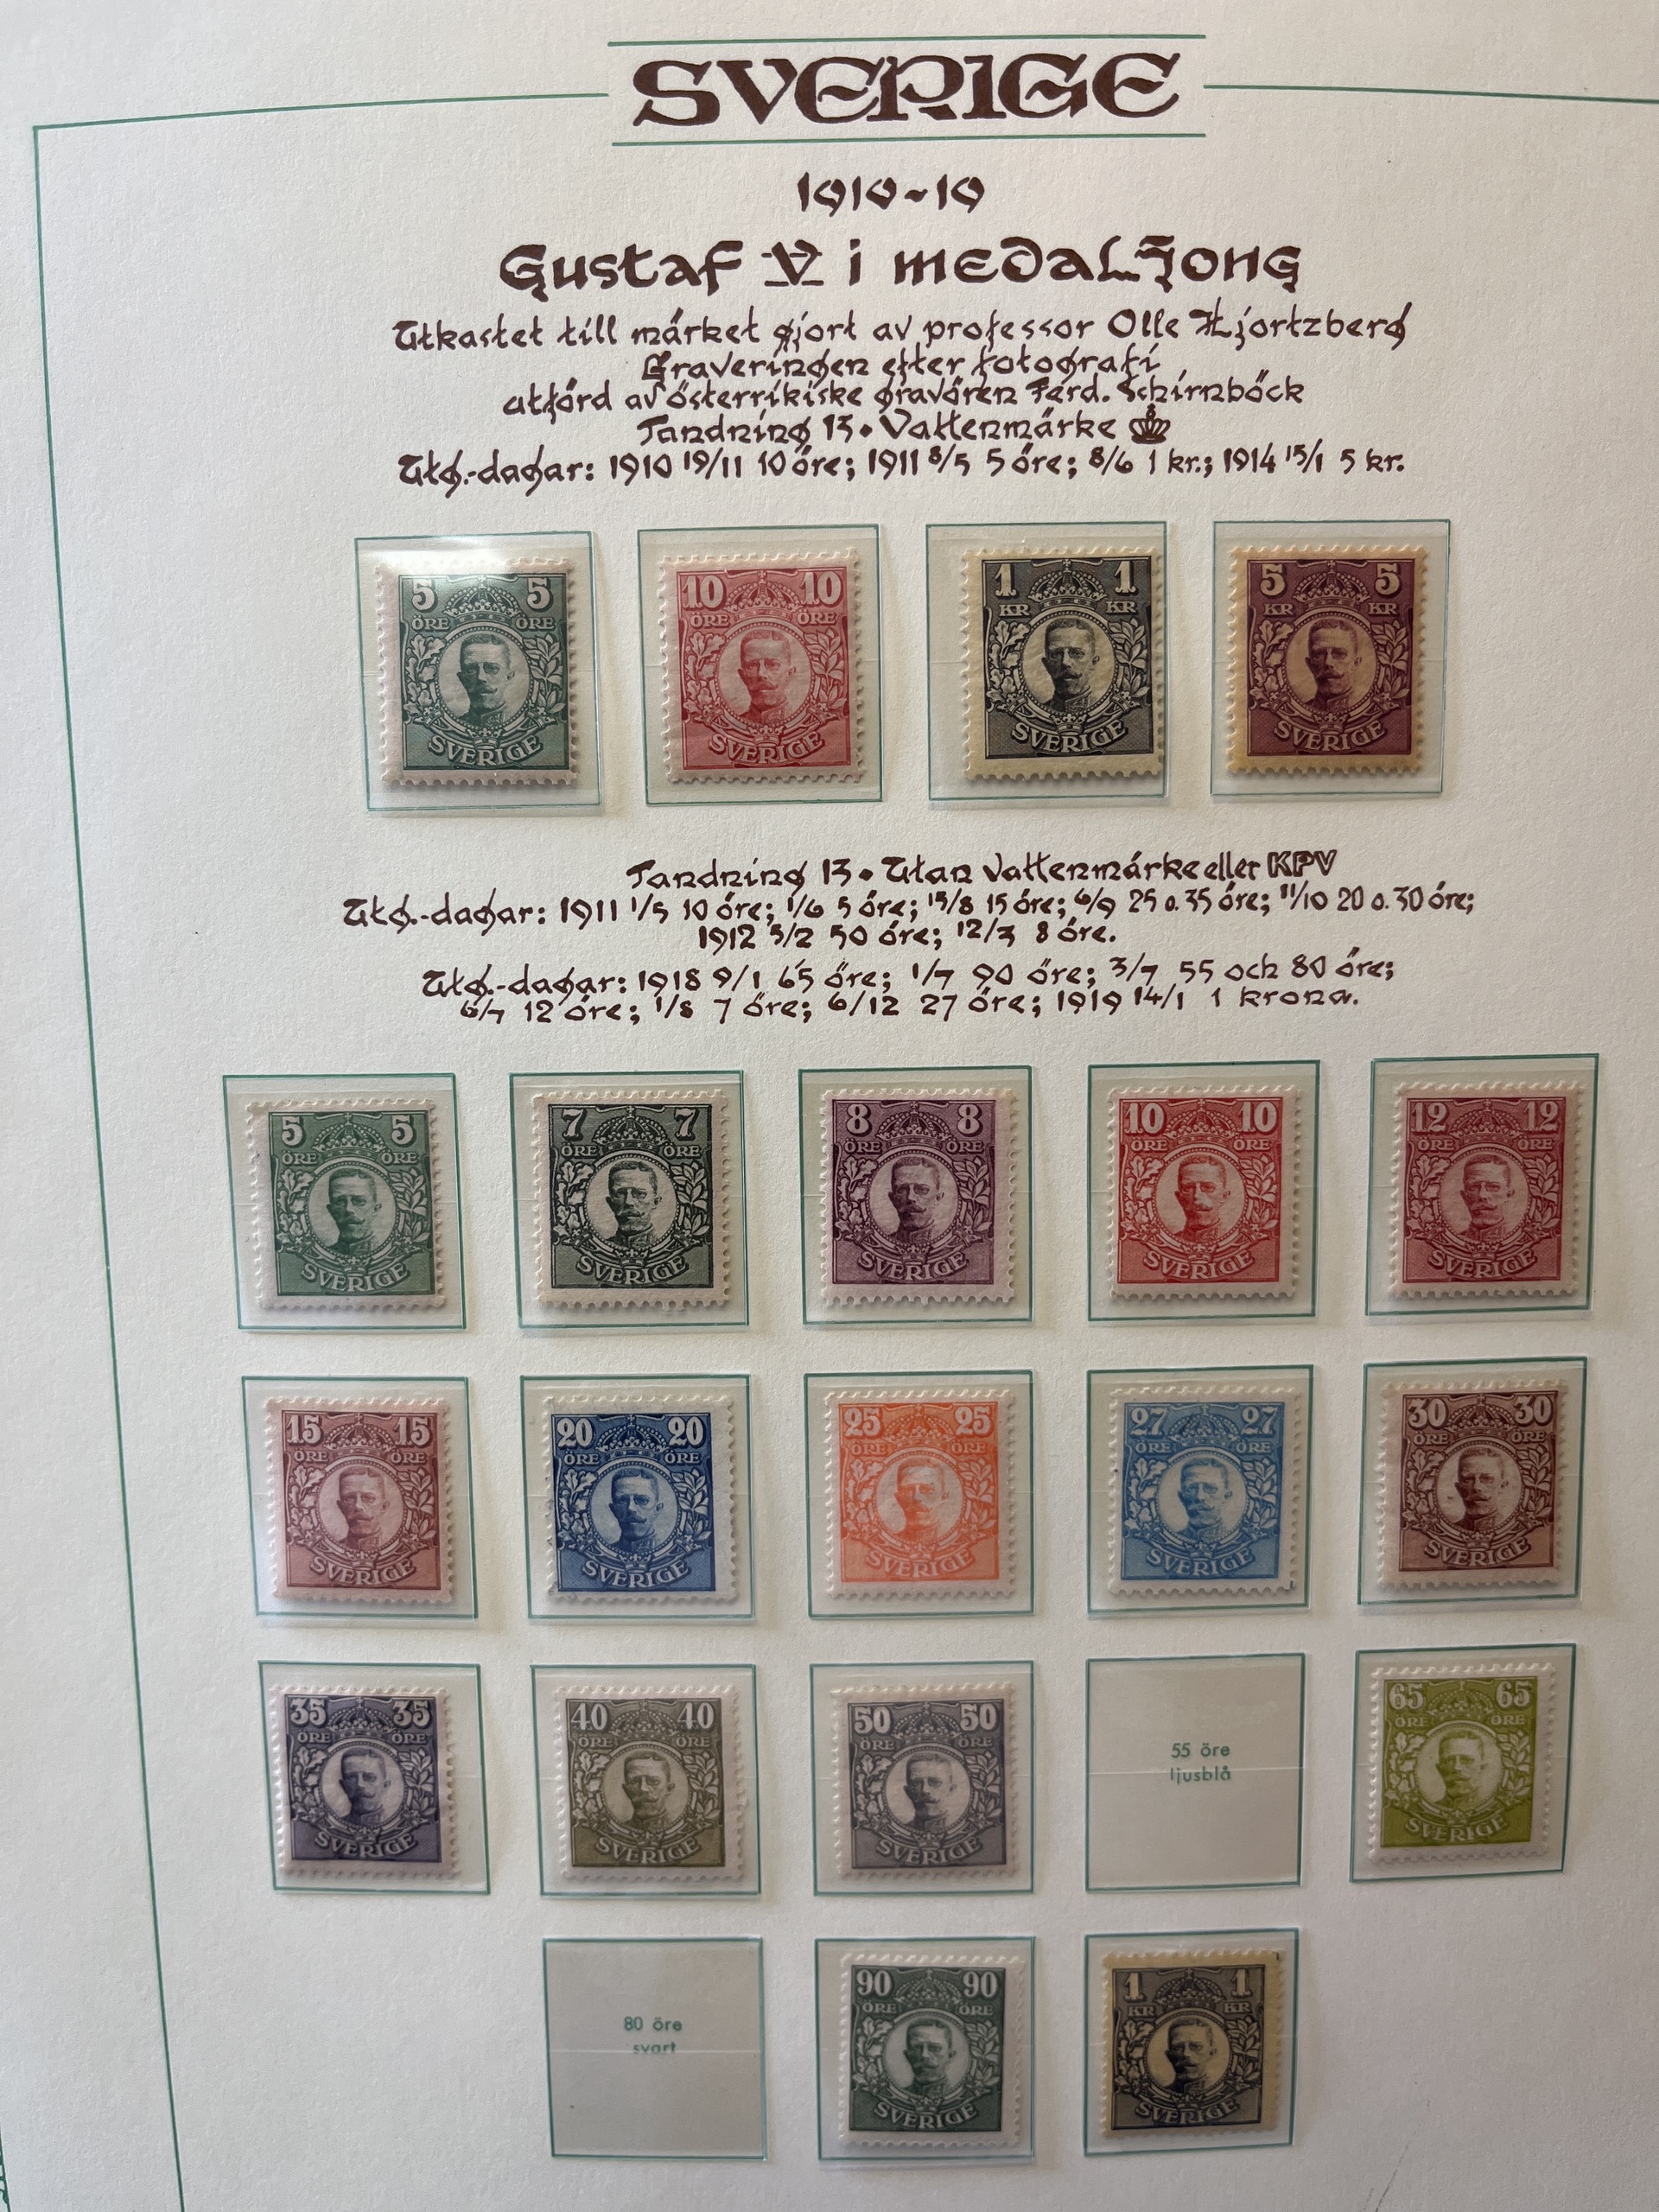 SVERIGE
1910-19
Gustaf V i medaljong
Utkastet till märket gjort av professor Olle Hjortzberg
Graveringen efter fotografi
utförd av österrikiske gravören Ferd. Schirnböck
Tandning 13 • Vattenmärke
Utg.-dagar: 1910 19/11 10 öre; 1911 8/5 5 öre; 8/6 1 kr.; 1914 15/1 5 kr.
5 5
ÖRE ÖRE
SVERIGE
10 10
ÖRE ÖRE
SVERIGE
1 1
KR KR
SVERIGE
5 5
KR KR
SVERIGE
Tandning 13 • Utan Vattenmärke eller KPV
Utg.-dagar: 1911 1/5 10 öre; 1/6 5 öre; 15/8 15 öre; 6/9 25 o. 35 öre; 11/10 20 o. 30 öre;
1912 5/2 50 öre; 12/3 8 öre.
Utg.-dagar: 1918 9/1 65 öre; 1/7 90 öre; 3/7 55 och 80 öre;
6/7 12 öre; 1/8 7 öre; 6/12 27 öre; 1919 14/1 1 krona.
5 5
ÖRE ÖRE
SVERIGE
7 7
ÖRE ÖRE
SVERIGE
8 8
ÖRE ÖRE
SVERIGE
10 10
ÖRE ÖRE
SVERIGE
12 12
ÖRE ÖRE
SVERIGE
15 15
ÖRE ÖRE
SVERIGE
20 20
ÖRE ÖRE
SVERIGE
25 25
ÖRE ÖRE
SVERIGE
27 27
ÖRE ÖRE
SVERIGE
30 30
ÖRE ÖRE
SVERIGE
35 35
ÖRE ÖRE
SVERIGE
40 40
ÖRE ÖRE
SVERIGE
50 50
ÖRE ÖRE
SVERIGE
55 öre
ljusblå
65 65
ÖRE ÖRE
SVERIGE
80 öre
svart
90 90
ÖRE ÖRE
SVERIGE
1 1
KR KR
SVERIGE